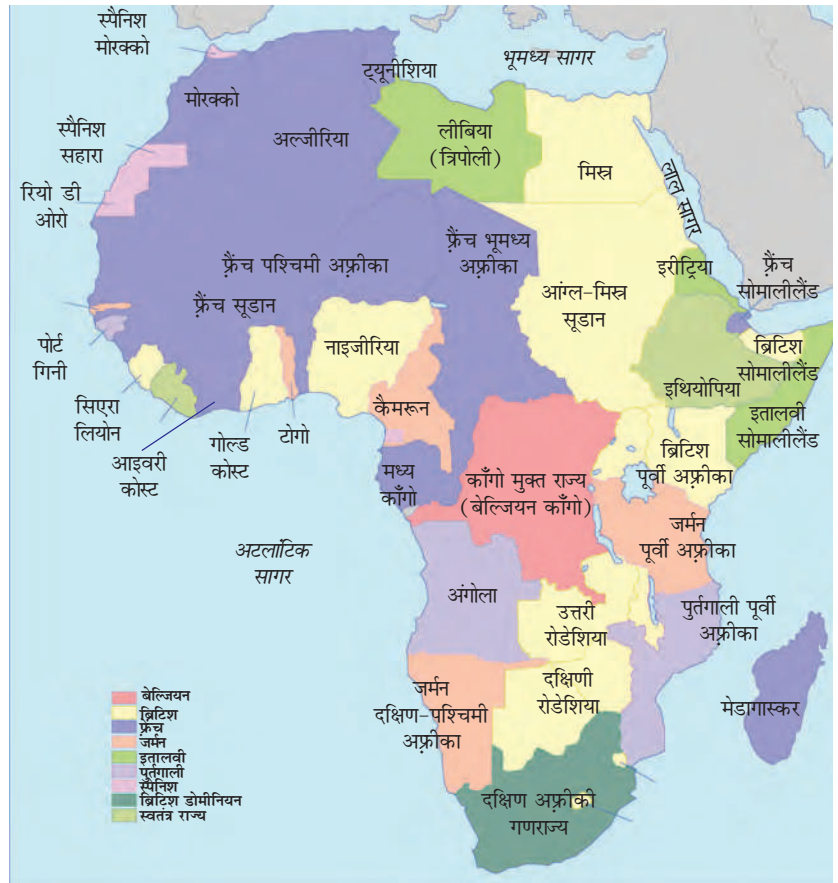 स्पैनिश
मोरक्को
भूमध्य सागर
ट्यूनीशिया
मोरक्को
लीबिया
(त्रिपोली)
स्पैनिश
सहारा
अल्जीरिया
मिस्र
लाल सागर
रियो डी
ओरो
फ़्रैंच भूमध्य
अफ़्रीका
फ़्रैंच पश्चिमी अफ़्रीका
इरीट्रिया
फ़्रैंच
सोमालीलैंड
आंग्ल-मिस्र
सूडान
फ़्रैंच सूडान
पोर्ट
गिनी
नाइजीरिया
ब्रिटिश
सोमालीलैंड
इथियोपिया
सिएरा
लियोन
कैमरून
इतालवी
सोमालीलैंड
आइवरी
कोस्ट
गोल्ड
कोस्ट
टोगो
ब्रिटिश
पूर्वी अफ़्रीका
मध्य
काँगो
काँगो मुक्त राज्य
(बेल्जियन काँगो)
जर्मन
पूर्वी अफ़्रीका
अटलांटिक
सागर
अंगोला
उत्तरी
रोडेशिया
पुर्तगाली पूर्वी
अफ़्रीका
जर्मन
दक्षिण-पश्चिमी
अफ़्रीका
दक्षिणी
रोडेशिया
मेडागास्कर
दक्षिण अफ़्रीकी
गणराज्य
बेल्जियन
ब्रिटिश
फ़्रैंच
जर्मन
इतालवी
पुर्तगाली
स्पैनिश
ब्रिटिश डोमीनियन
स्वतंत्र राज्य